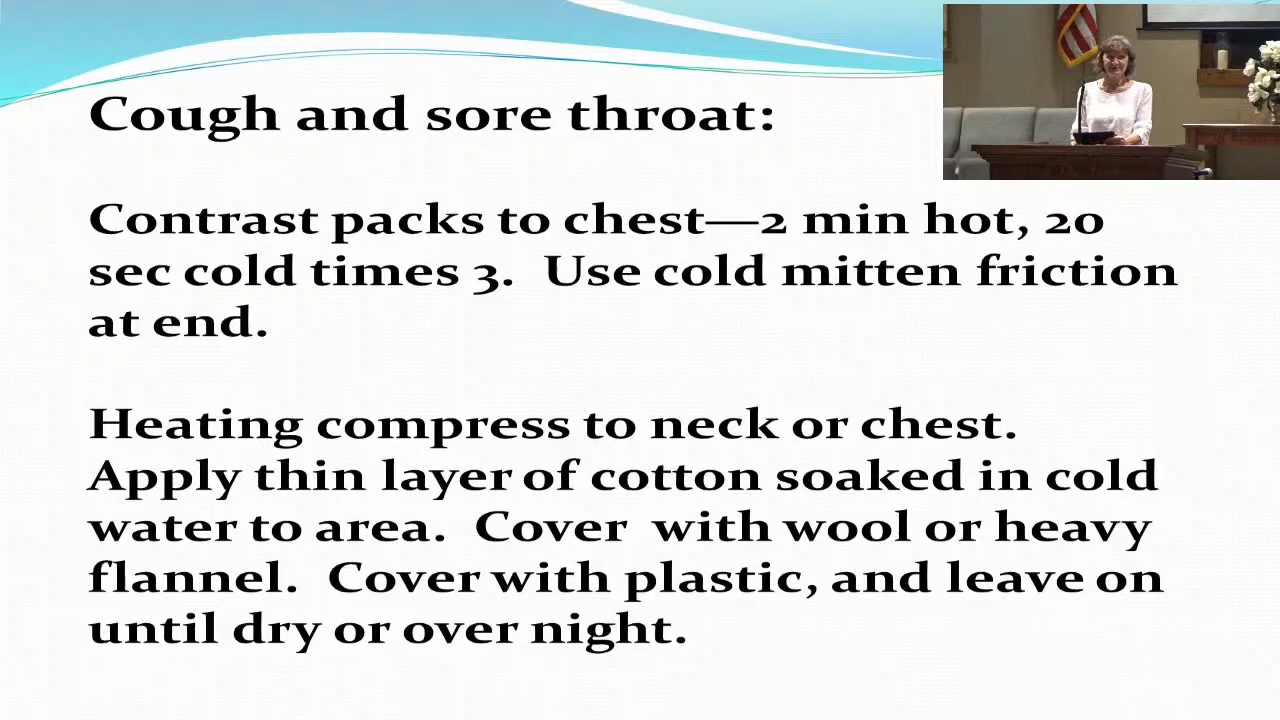 Cough and sore throat:
Contrast packs to chest—2 min hot, 20
sec cold times 3.  Use cold mitten friction
at end.
Heating compress to neck or chest.
Apply thin layer of cotton soaked in cold
water to area.  Cover  with wool or heavy
flannel.  Cover with plastic, and leave on
until dry or over night.